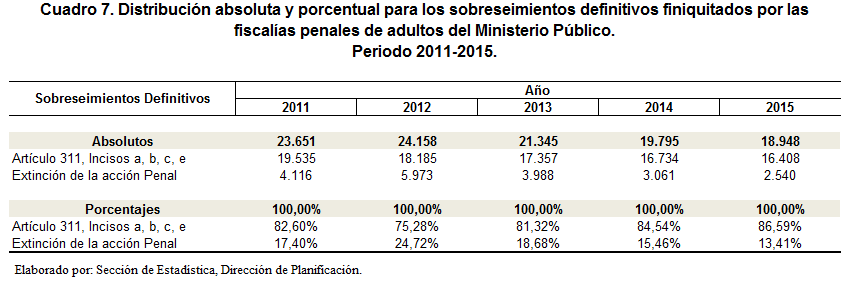 Cuadro 7. Distribución absoluta y porcentual para los sobreseimientos definitivos finiquitados por las
fiscalías penales de adultos del Ministerio Público.
Periodo 2011-2015.
Sobreseimientos Definitivos Año
2011 2012 2013 2014 2015
Absolutos 23.651 24.158 21.345 19.795 18.948
Artículo 311, Incisos a, b, c, e 19.535 18.185 17.357 16.734 16.408
Extinción de la acción Penal 4.116 5.973 3.988 3.061 2.540
Porcentajes 100,00% 100,00% 100,00% 100,00% 100,00%
Artículo 311, Incisos a, b, c, e 82,60% 75,28% 81,32% 84,54% 86,59%
Extinción de la acción Penal 17,40% 24,72% 18,68% 15,46% 13,41%
Elaborado por: Sección de Estadística, Dirección de Planificación.